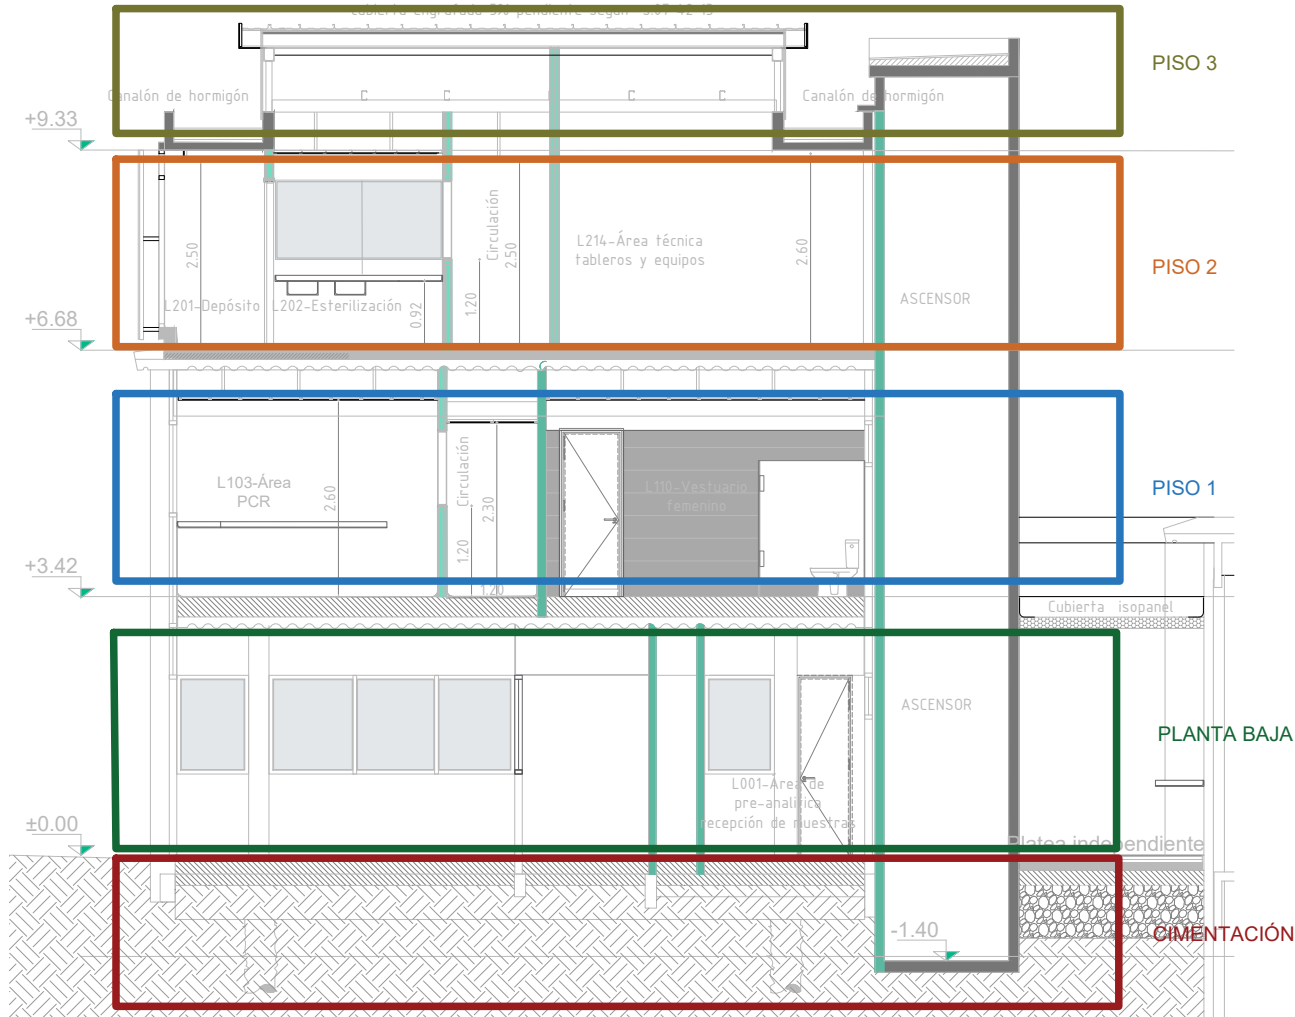 PISO 3
Canalón de hormigón
C
C
C
C
Canalón de hormigón
+9.33
2.50
Circulación
2.50
L214-Área técnica
tableros y equipos
2.60
PISO 2
L201-Depósito
L202-Esterilización
0.92
1.20
ASCENSOR
+6.68
L103-Área
PCR
2.60
Circulación
1.20
2.30
1.20
L110-Vestuario
femenino
PISO 1
+3.42
Cubierta isopanel
ASCENSOR
PLANTA BAJA
L001-Área de
pre-analítica
recepción de muestras
±0.00
Platea independiente
-1.40
CIMENTACIÓN